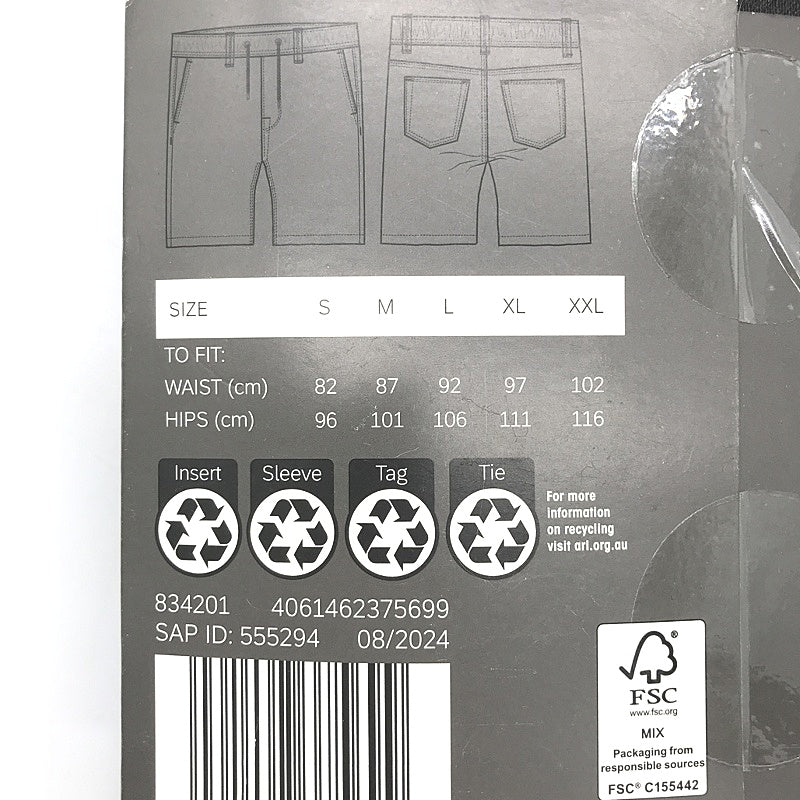 SIZE S M L XL XXL
TO FIT:
WAIST (cm) 82 87 92 97 102
HIPS (cm) 96 101 106 111 116
Insert Sleeve Tag Tie
For more
information
on recycling
visit arl.org.au
834201 4061462375699
SAP ID: 555294 08/2024
FSC®
www.fsc.org
MIX
Packaging from
responsible sources
FSC® C155442